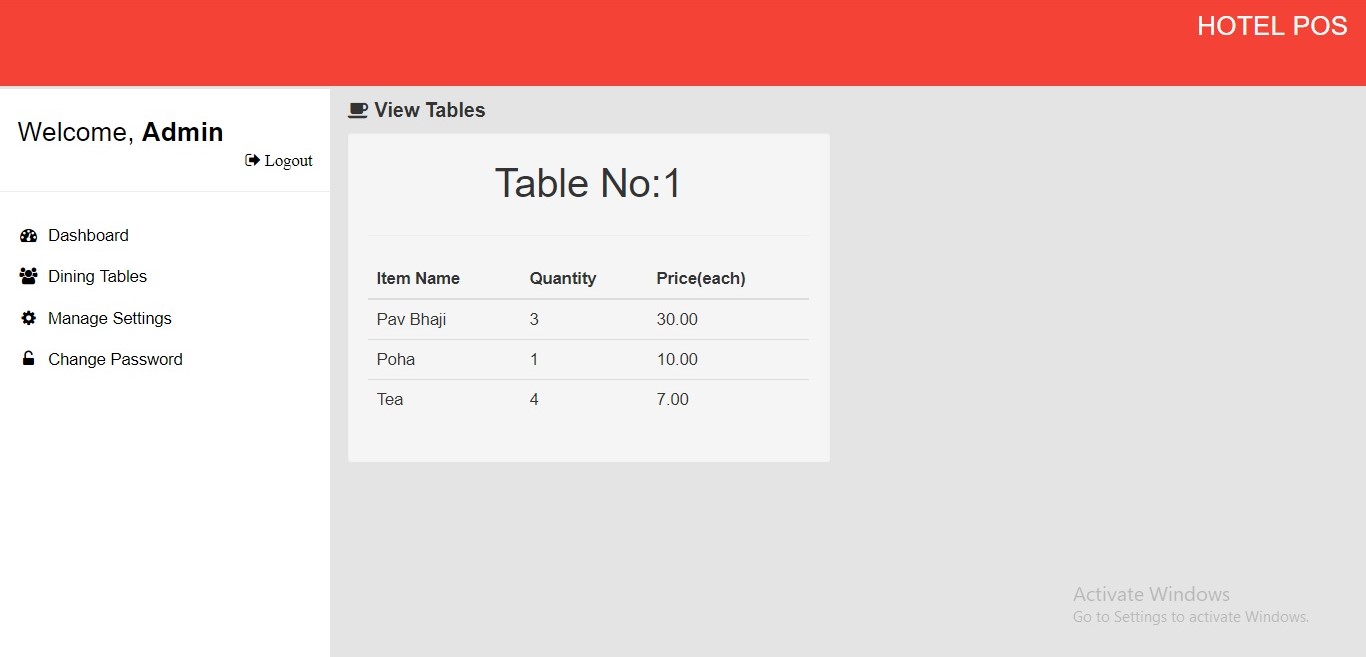 HOTEL POS
Welcome, Admin
Logout
Dashboard
Dining Tables
Manage Settings
Change Password
View Tables
Table No:1
Item Name Quantity Price(each)
Pav Bhaji 3 30.00
Poha 1 10.00
Tea 4 7.00
Activate Windows
Go to Settings to activate Windows.